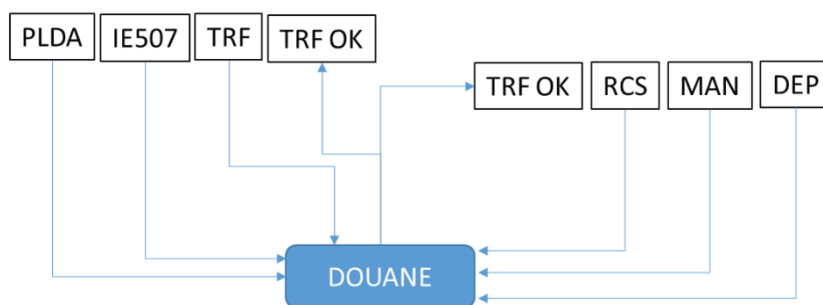 PLDA
IE507
TRF
TRF OK
TRF OK
RCS
MAN
DEP
DOUANE